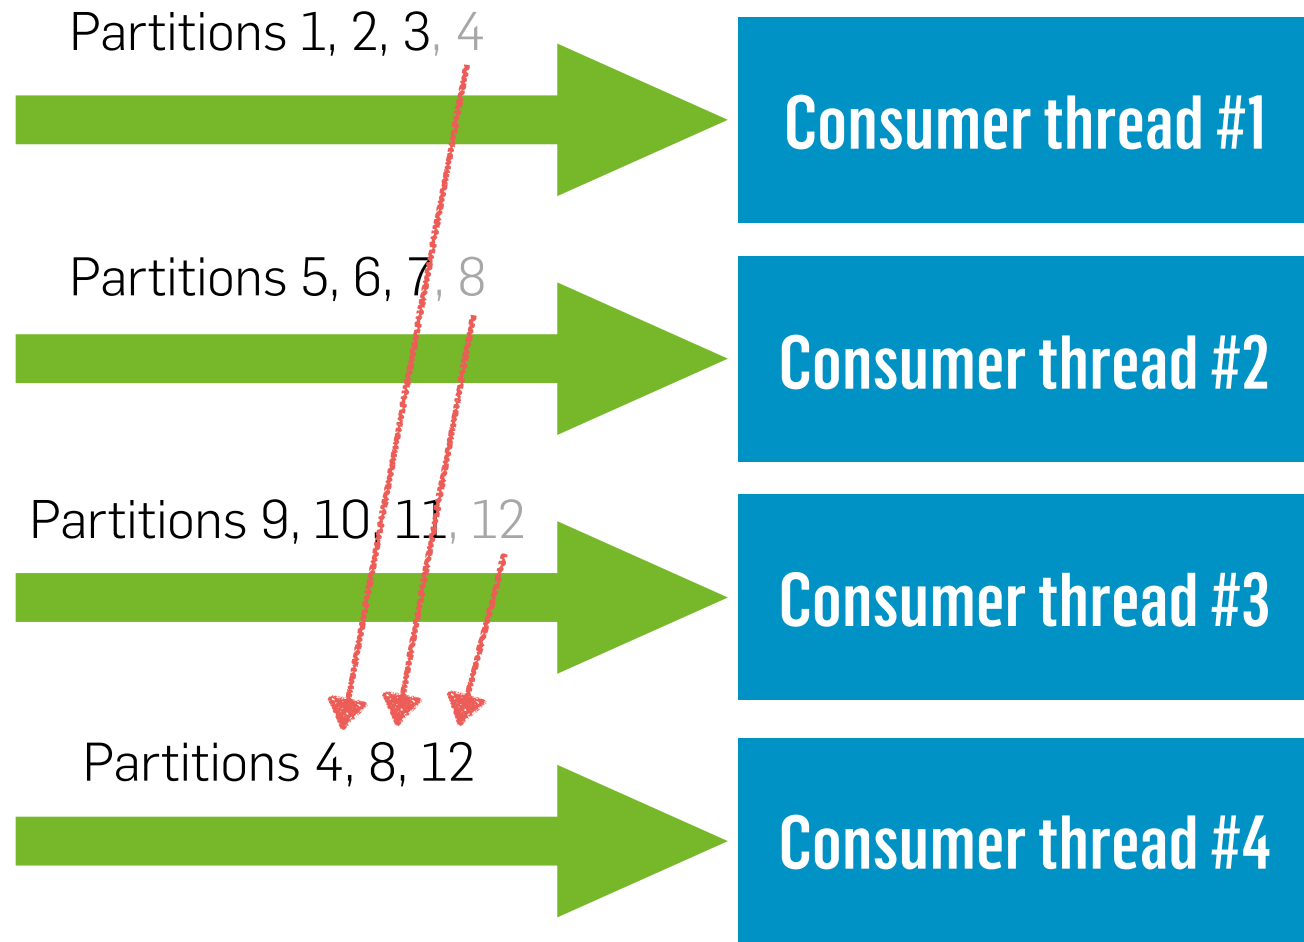 Partitions 1, 2, 3, 4
Consumer thread #1
Partitions 5, 6, 7, 8
Consumer thread #2
Partitions 9, 10, 11, 12
Consumer thread #3
Partitions 4, 8, 12
Consumer thread #4